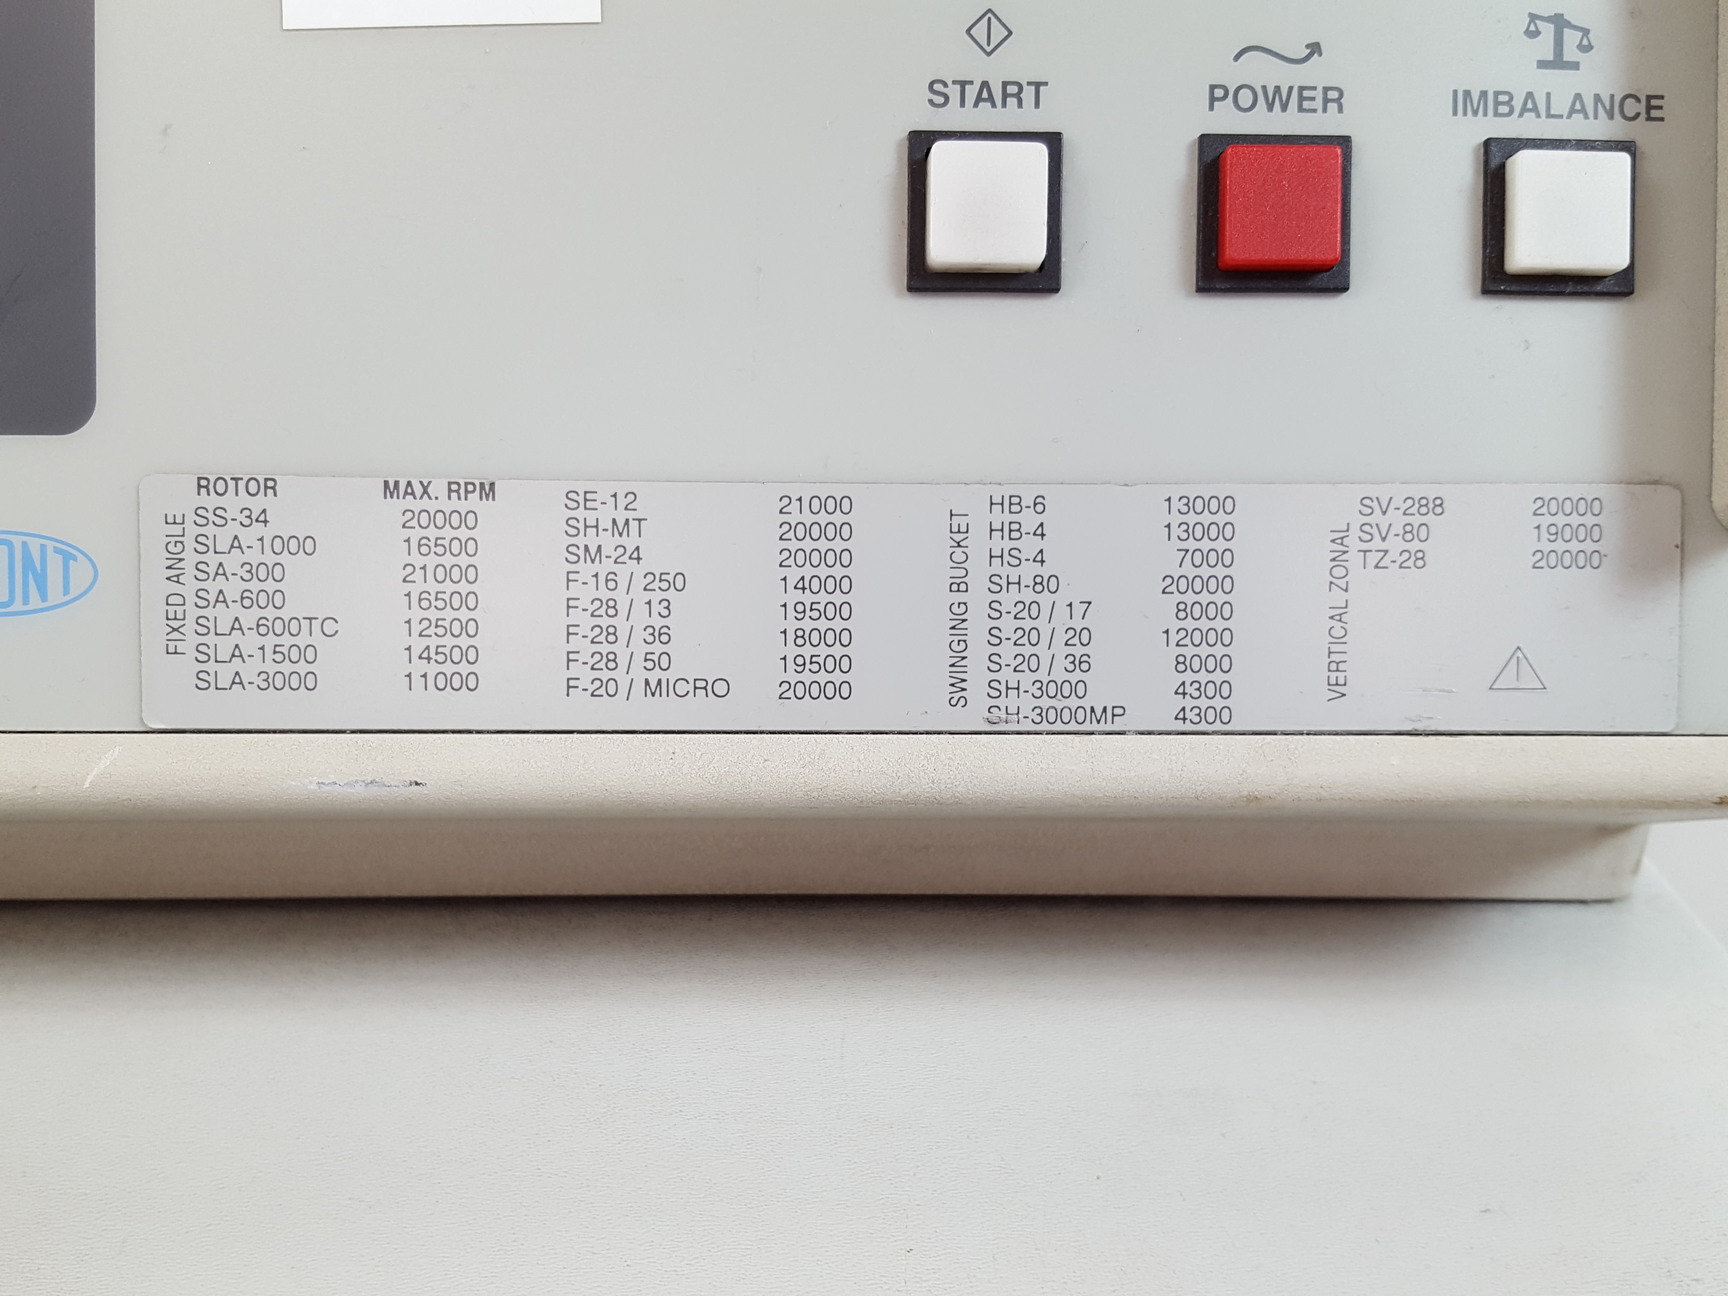 START
POWER
IMBALANCE
ONT
ROTOR MAX. RPM
FIXED ANGLE
SS-34 20000
SLA-1000 16500
SA-300 21000
SA-600 16500
SLA-600TC 12500
SLA-1500 14500
SLA-3000 11000
SE-12 21000
SH-MT 20000
SM-24 20000
F-16 / 250 14000
F-28 / 13 19500
F-28 / 36 18000
F-28 / 50 19500
F-20 / MICRO 20000
SWINGING BUCKET
HB-6 13000
HB-4 13000
HS-4 7000
SH-80 20000
S-20 / 17 8000
S-20 / 20 12000
S-20 / 36 8000
SH-3000 4300
SH-3000MP 4300
VERTICAL ZONAL
SV-288 20000
SV-80 19000
TZ-28 20000